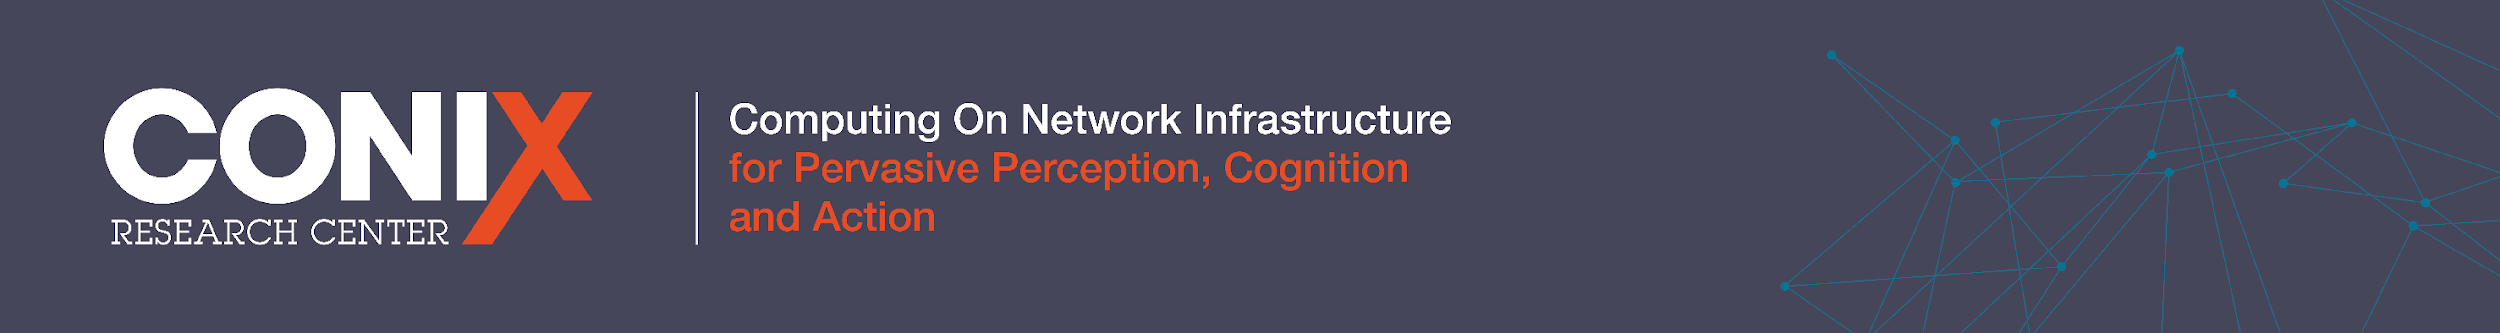 CONIX
RESEARCH CENTER
Computing On Network Infrastructure
for Pervasive Perception, Cognition
and Action